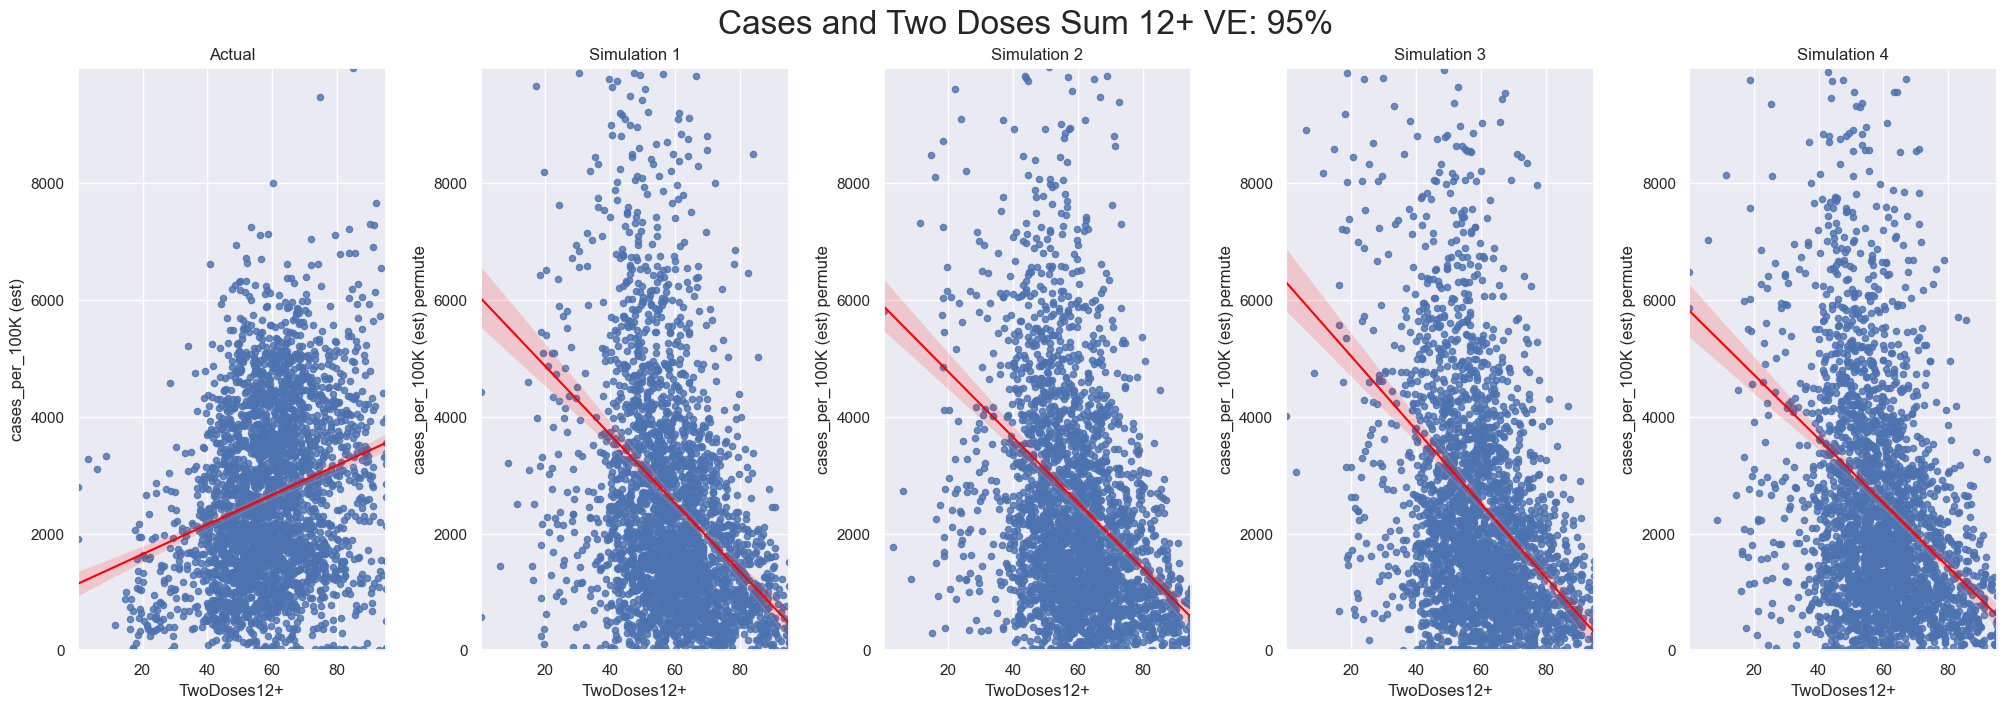 Cases and Two Doses Sum 12+ VE: 95%
Actual
cases_per_100K (est)
8000
6000
4000
2000
0
20 40 60 80
TwoDoses12+
Simulation 1
cases_per_100K (est) permute
8000
6000
4000
2000
0
20 40 60 80
TwoDoses12+
Simulation 2
cases_per_100K (est) permute
8000
6000
4000
2000
0
20 40 60 80
TwoDoses12+
Simulation 3
cases_per_100K (est) permute
8000
6000
4000
2000
0
20 40 60 80
TwoDoses12+
Simulation 4
cases_per_100K (est) permute
8000
6000
4000
2000
0
20 40 60 80
TwoDoses12+